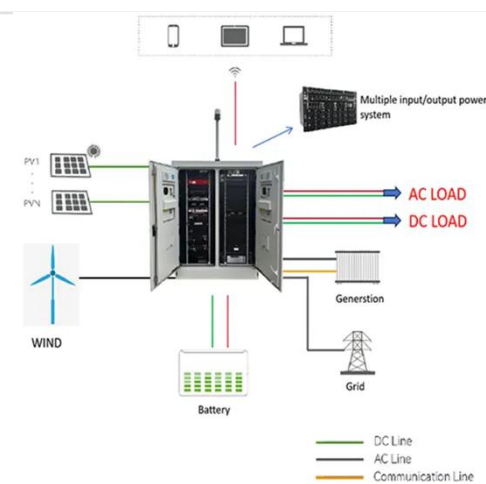 Multiple input/output power
system
PV1
PVN
AC LOAD
DC LOAD
WIND
Generstion
Grid
Battery
DC Line
AC Line
Communication Line